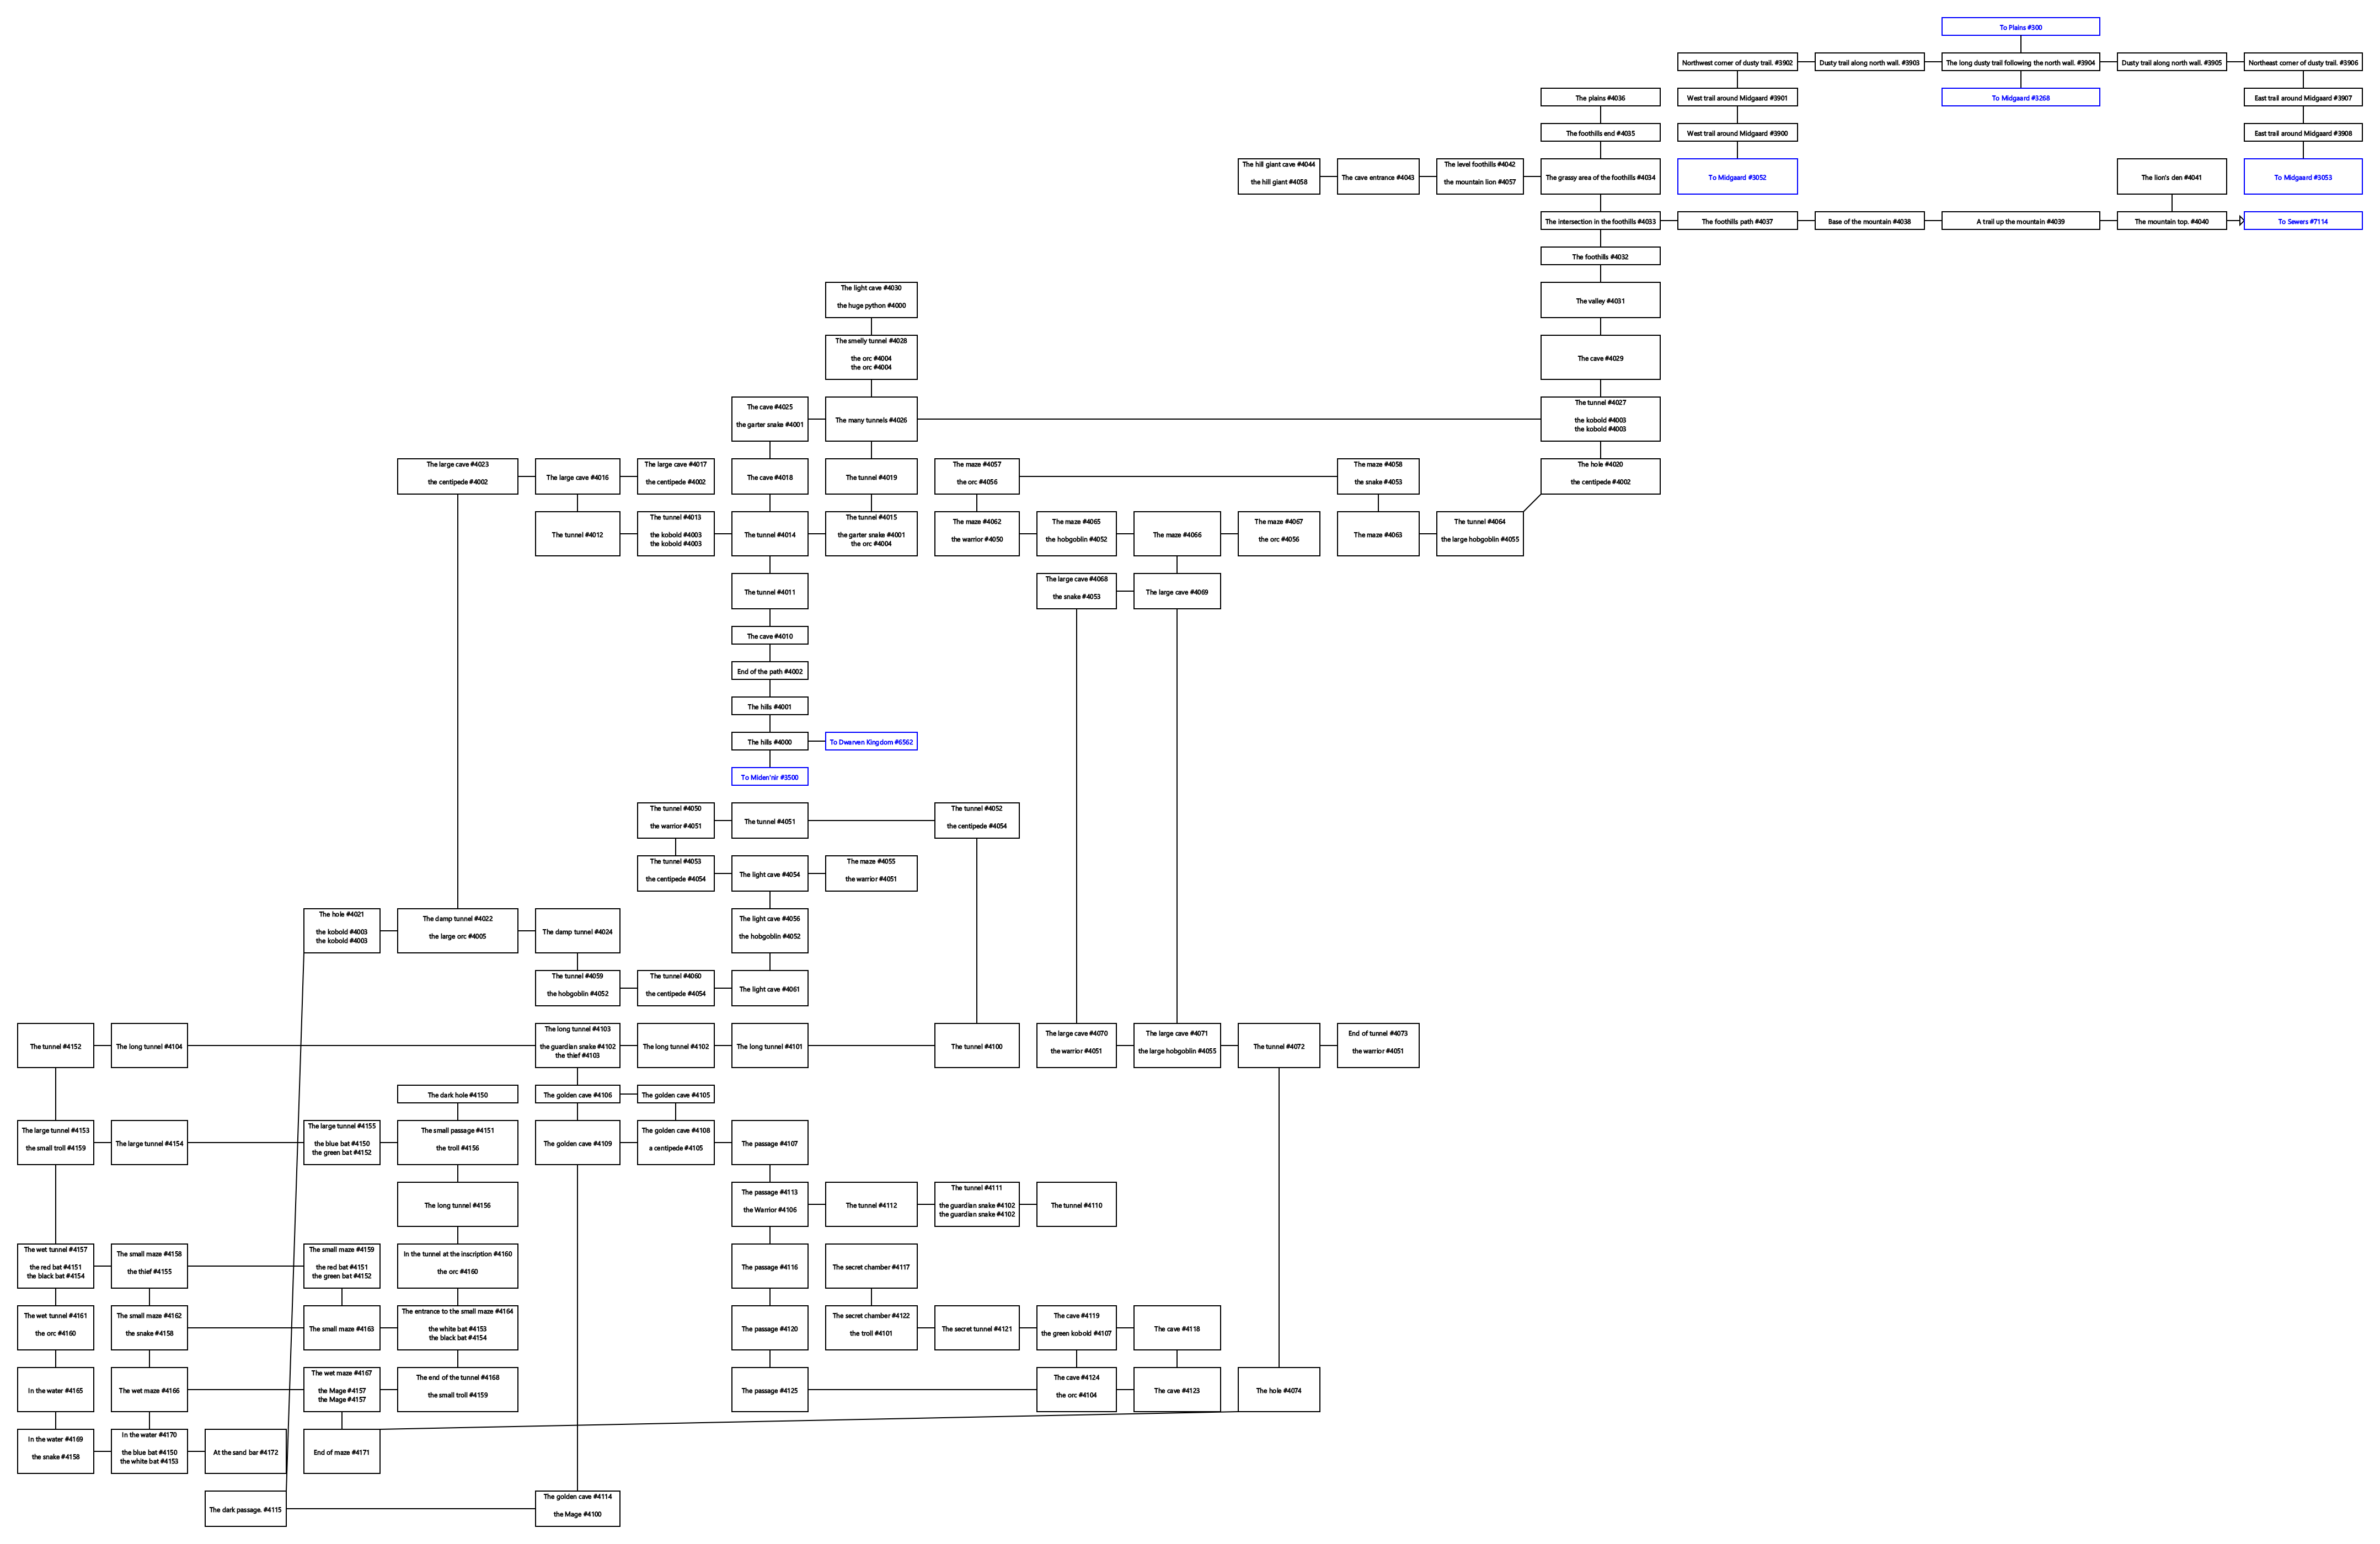 To Plains #300
Northwest corner of dusty trail. #3902
Dusty trail along north wall. #3903
The long dusty trail following the north wall. #3904
Dusty trail along north wall. #3905
Northeast corner of dusty trail. #3906
The plains #4036
West trail around Midgaard #3901
To Midgaard #3268
East trail around Midgaard #3907
The foothills end #4035
West trail around Midgaard #3900
East trail around Midgaard #3908
The hill giant cave #4044
the hill giant #4058
The cave entrance #4043
The level foothills #4042
the mountain lion #4057
The grassy area of the foothills #4034
To Midgaard #3052
The lion's den #4041
To Midgaard #3053
The intersection in the foothills #4033
The foothills path #4037
Base of the mountain #4038
A trail up the mountain #4039
The mountain top. #4040
To Sewers #7114
The foothills #4032
The light cave #4030
the huge python #4000
The valley #4031
The smelly tunnel #4028
the orc #4004
the orc #4004
The cave #4029
The cave #4025
the garter snake #4001
The many tunnels #4026
The tunnel #4027
the kobold #4003
the kobold #4003
The large cave #4023
the centipede #4002
The large cave #4016
The large cave #4017
the centipede #4002
The cave #4018
The tunnel #4019
The maze #4057
the orc #4056
The maze #4058
the snake #4053
The hole #4020
the centipede #4002
The tunnel #4012
The tunnel #4013
the kobold #4003
the kobold #4003
The tunnel #4014
The tunnel #4015
the garter snake #4001
the orc #4004
The maze #4062
the warrior #4050
The maze #4065
the hobgoblin #4052
The maze #4066
The maze #4067
the orc #4056
The maze #4063
The tunnel #4064
the large hobgoblin #4055
The tunnel #4011
The large cave #4068
the snake #4053
The large cave #4069
The cave #4010
End of the path #4002
The hills #4001
The hills #4000
To Dwarven Kingdom #6562
To Miden'nir #3500
The tunnel #4050
the warrior #4051
The tunnel #4051
The tunnel #4052
the centipede #4054
The tunnel #4053
the centipede #4054
The light cave #4054
The maze #4055
the warrior #4051
The hole #4021
the kobold #4003
the kobold #4003
The damp tunnel #4022
the large orc #4005
The damp tunnel #4024
The light cave #4056
the hobgoblin #4052
The tunnel #4059
the hobgoblin #4052
The tunnel #4060
the centipede #4054
The light cave #4061
The tunnel #4152
The long tunnel #4104
The long tunnel #4103
the guardian snake #4102
the thief #4103
The long tunnel #4102
The long tunnel #4101
The tunnel #4100
The large cave #4070
the warrior #4051
The large cave #4071
the large hobgoblin #4055
The tunnel #4072
End of tunnel #4073
the warrior #4051
The dark hole #4150
The golden cave #4106
The golden cave #4105
The large tunnel #4153
the small troll #4159
The large tunnel #4154
The large tunnel #4155
the blue bat #4150
the green bat #4152
The small passage #4151
the troll #4156
The golden cave #4109
The golden cave #4108
a centipede #4105
The passage #4107
The long tunnel #4156
The passage #4113
the Warrior #4106
The tunnel #4112
The tunnel #4111
the guardian snake #4102
the guardian snake #4102
The tunnel #4110
The wet tunnel #4157
the red bat #4151
the black bat #4154
The small maze #4158
the thief #4155
The small maze #4159
the red bat #4151
the green bat #4152
In the tunnel at the inscription #4160
the orc #4160
The passage #4116
The secret chamber #4117
The wet tunnel #4161
the orc #4160
The small maze #4162
the snake #4158
The small maze #4163
The entrance to the small maze #4164
the white bat #4153
the black bat #4154
The passage #4120
The secret chamber #4122
the troll #4101
The secret tunnel #4121
The cave #4119
the green kobold #4107
The cave #4118
In the water #4165
The wet maze #4166
The wet maze #4167
the Mage #4157
the Mage #4157
The end of the tunnel #4168
the small troll #4159
The passage #4125
The cave #4124
the orc #4104
The cave #4123
The hole #4074
In the water #4169
the snake #4158
In the water #4170
the blue bat #4150
the white bat #4153
At the sand bar #4172
End of maze #4171
The dark passage. #4115
The golden cave #4114
the Mage #4100